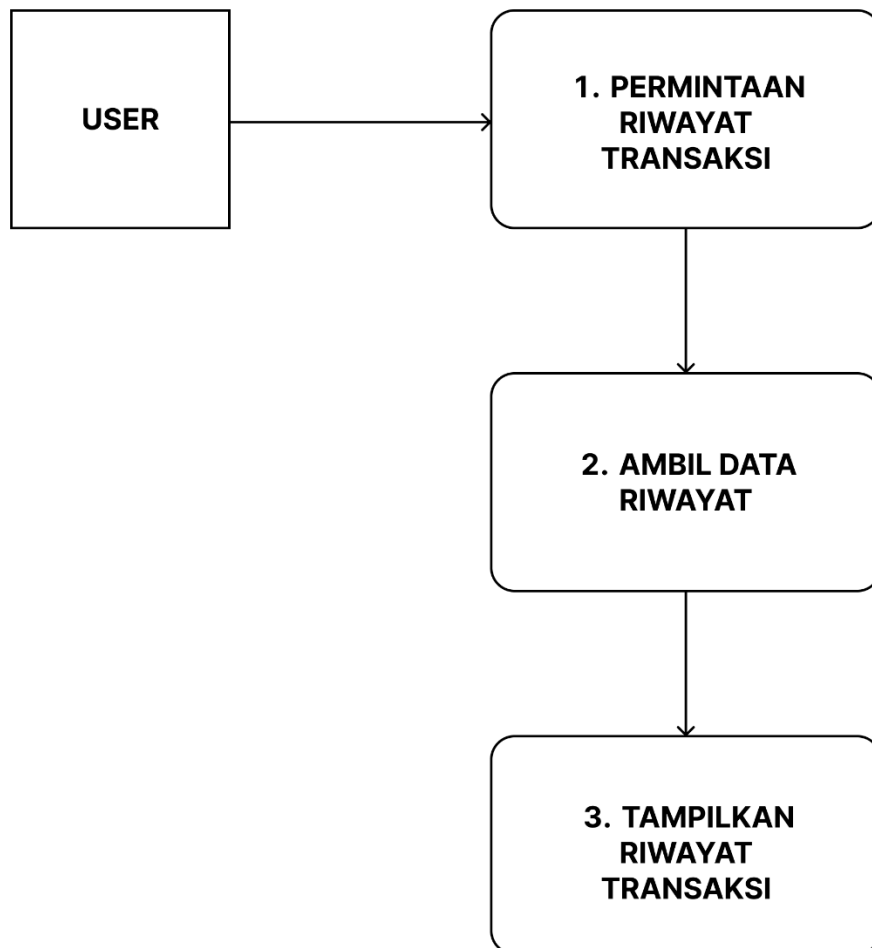 USER
1. PERMINTAAN
RIWAYAT
TRANSAKSI
2. AMBIL DATA
RIWAYAT
3. TAMPILKAN
RIWAYAT
TRANSAKSI